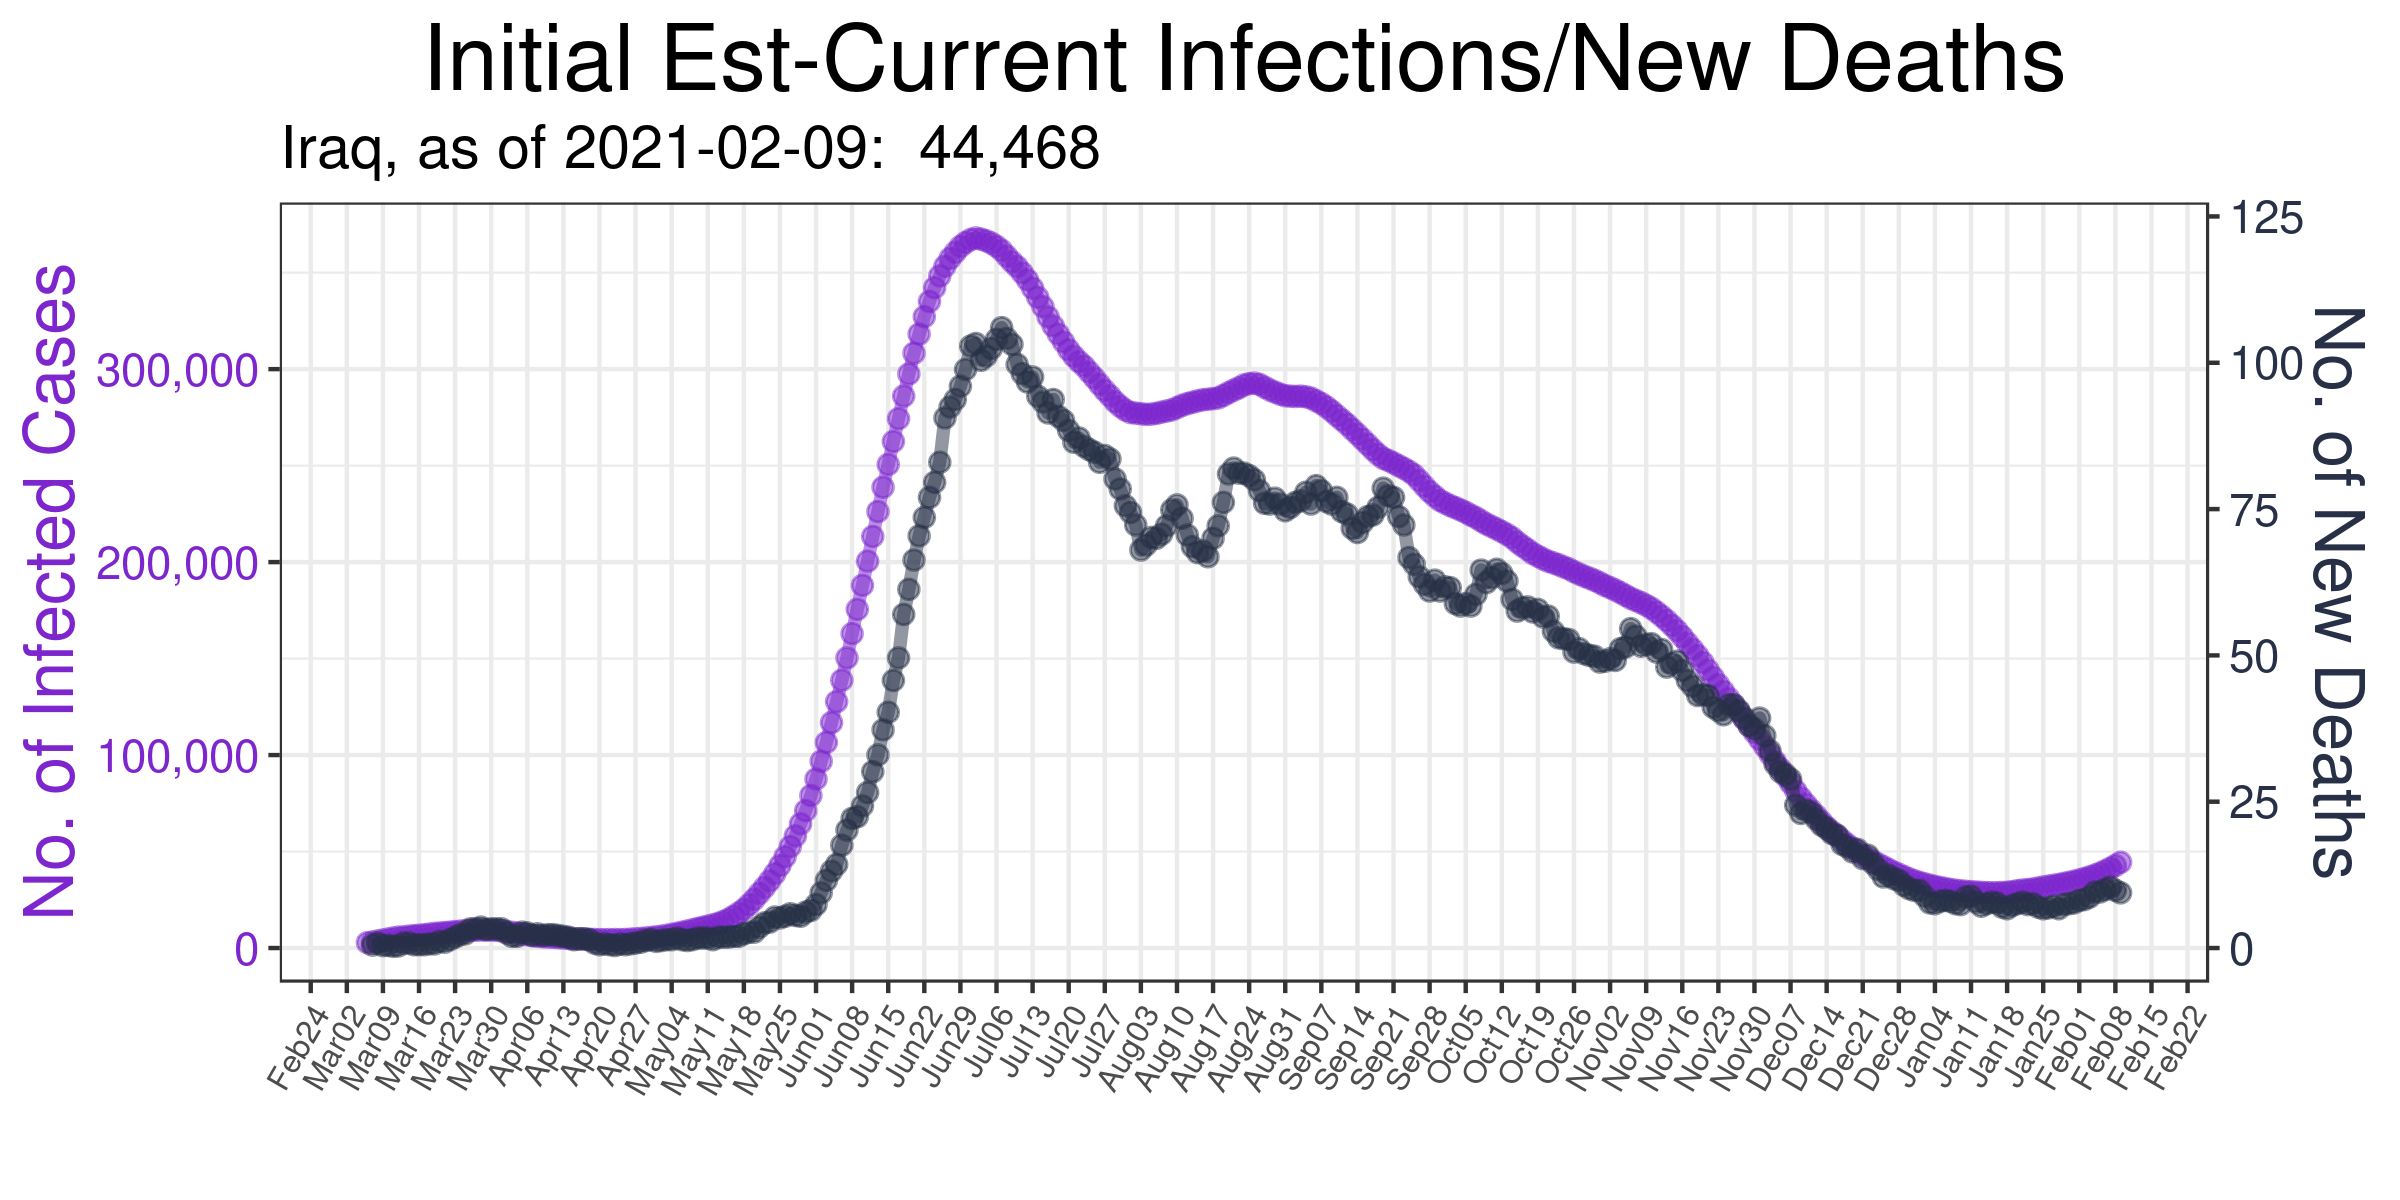 Initial Est-Current Infections/New Deaths
Iraq, as of 2021-02-09:  44,468
No. of Infected Cases
300,000
200,000
100,000
0
125
100
75
50
25
0
No. of New Deaths
Feb24
Mar02
Mar09
Mar16
Mar23
Mar30
Apr06
Apr13
Apr20
Apr27
May04
May11
May18
May25
Jun01
Jun08
Jun15
Jun22
Jun29
Jul06
Jul13
Jul20
Jul27
Aug03
Aug10
Aug17
Aug24
Aug31
Sep07
Sep14
Sep21
Sep28
Oct05
Oct12
Oct19
Oct26
Nov02
Nov09
Nov16
Nov23
Nov30
Dec07
Dec14
Dec21
Dec28
Jan04
Jan11
Jan18
Jan25
Feb01
Feb08
Feb15
Feb22